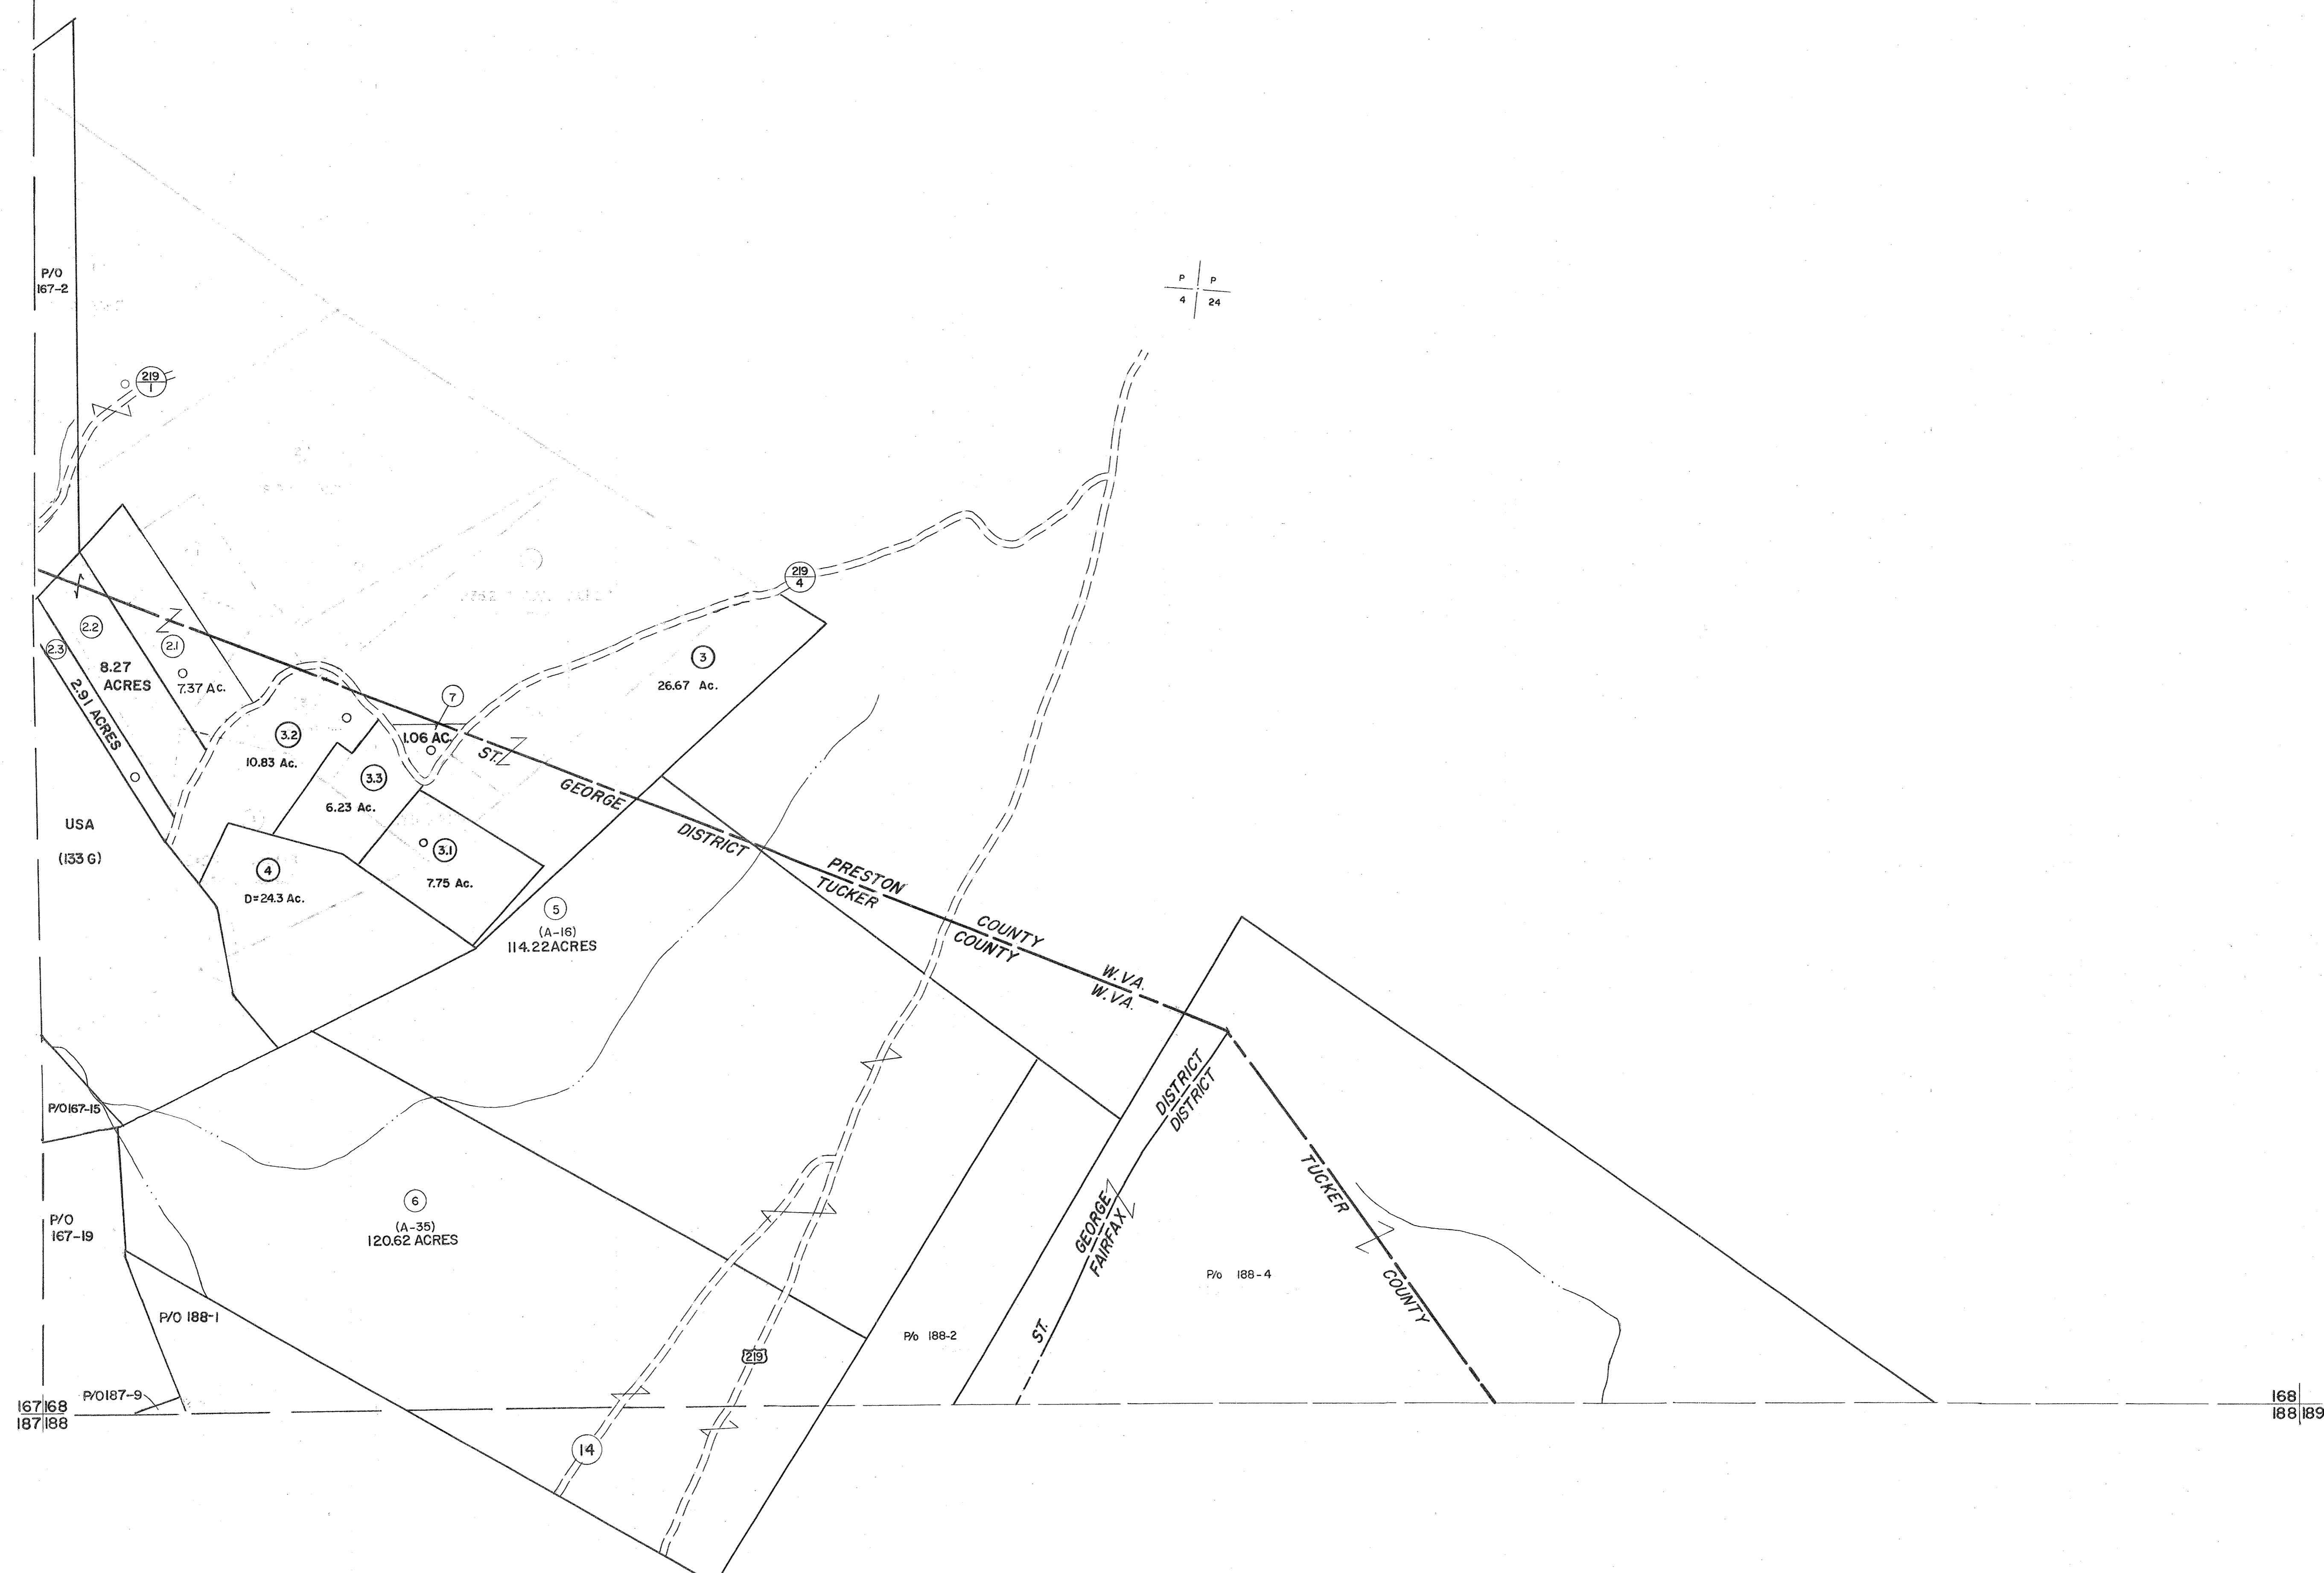 P/O
167-2
P P
4 24
219
1
219
4
2.2
2.3
2.1
8.27
ACRES
7.37 Ac.
2.91 ACRES
3
26.67 Ac.
7
1.06 AC.
3.2
10.83 Ac.
3.3
6.23 Ac.
ST. GEORGE DISTRICT
USA
(133 G)
3.1
7.75 Ac.
4
D=24.3 Ac.
5
(A-16)
114.22ACRES
PRESTON COUNTY W.VA.
TUCKER COUNTY W.VA.
P/O167-15
ST. GEORGE DISTRICT
FAIRFAX DISTRICT
TUCKER COUNTY
6
(A-35)
120.62 ACRES
P/O
167-19
P/O 188-1
P/O 188-2
P/O 188-4
219
P/O187-9
167 168
187 188
14
168
188 189